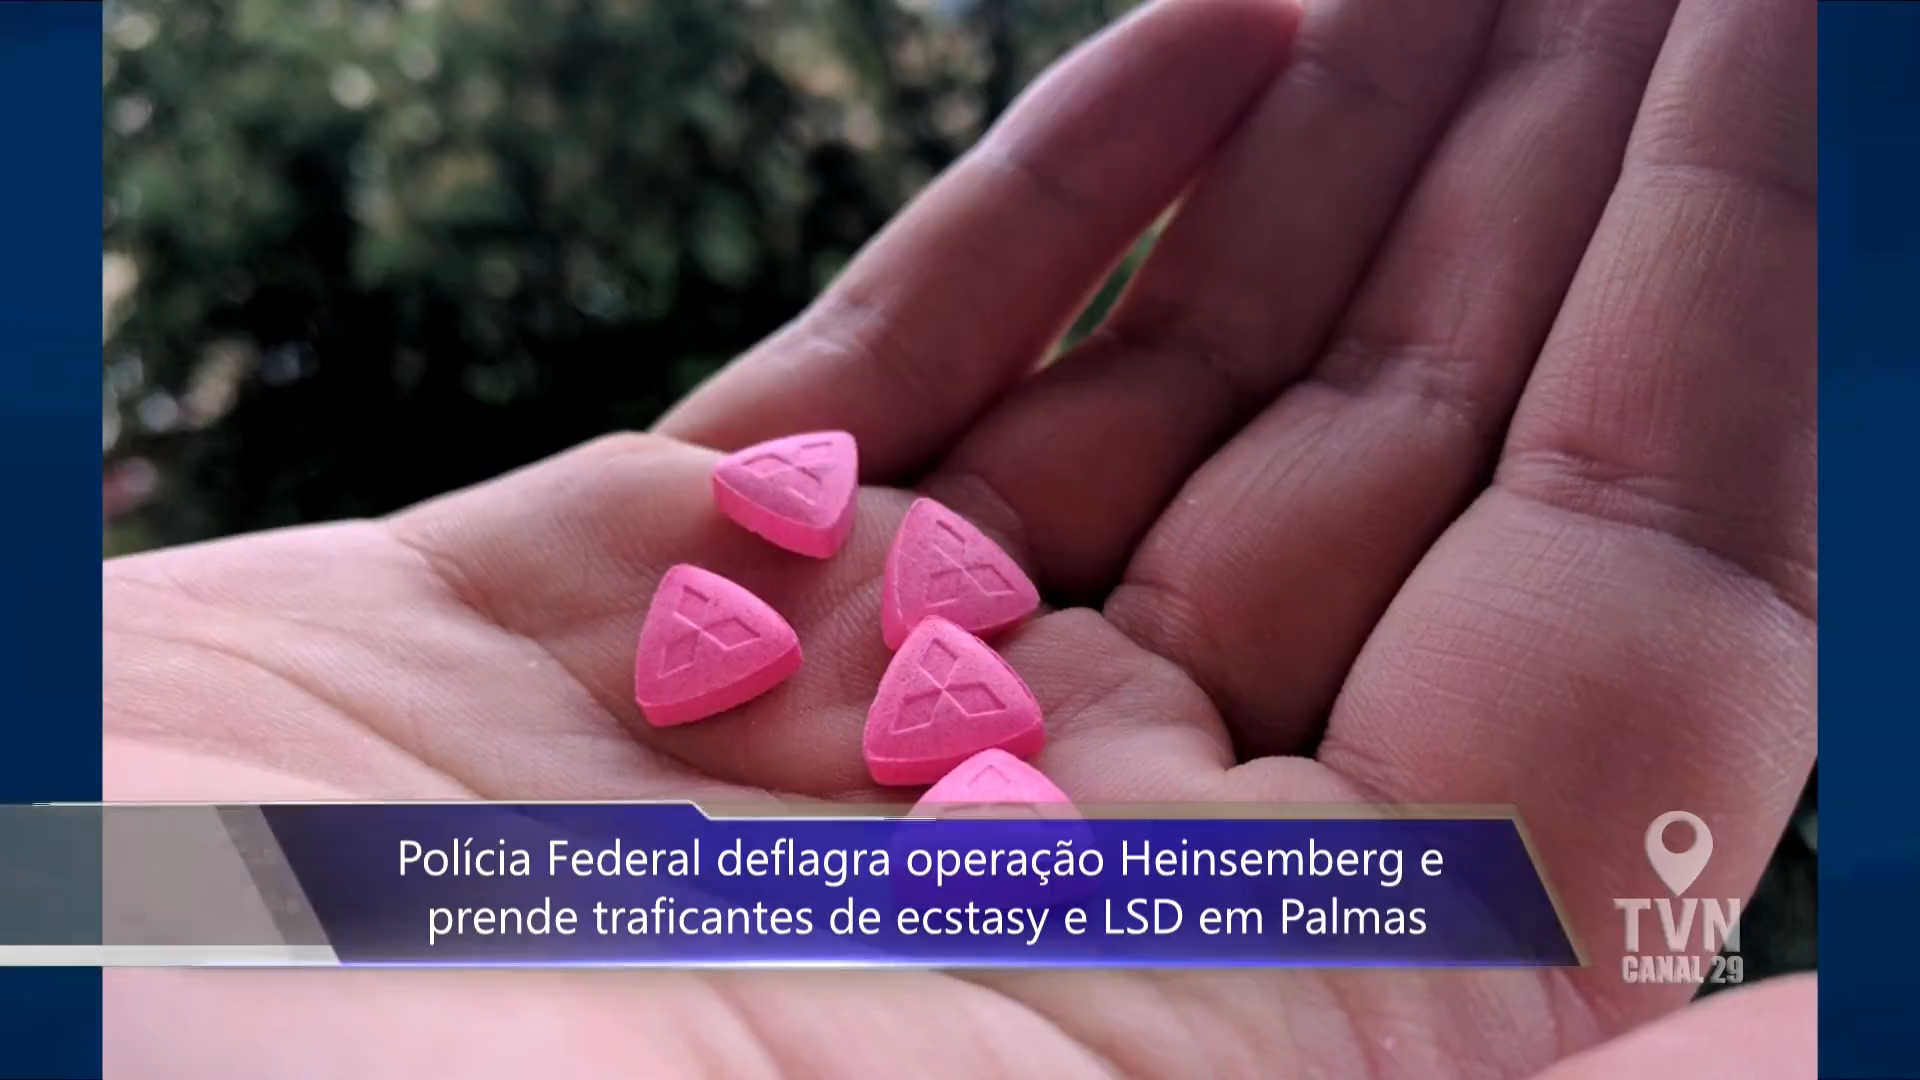 Polícia Federal deflagra operação Heinsemberg e
prende traficantes de ecstasy e LSD em Palmas
TVN
CANAL 29